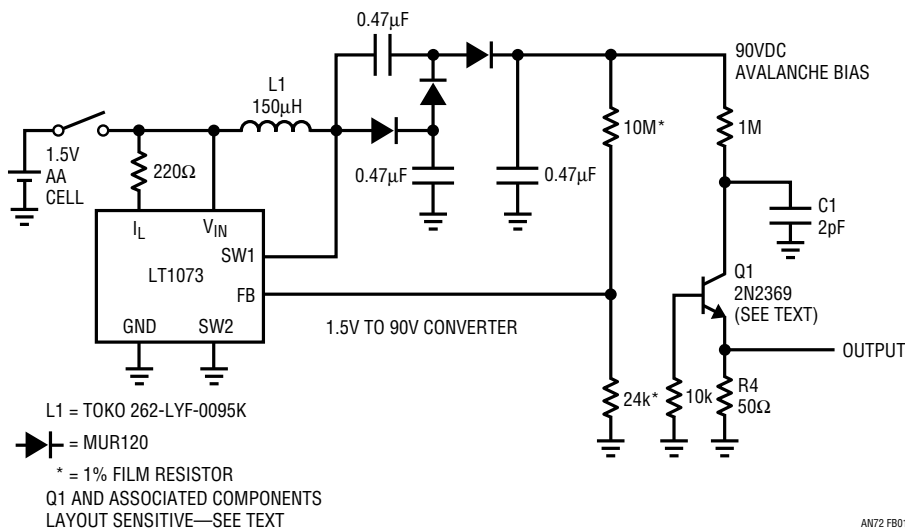 0.47µF
90VDC
AVALANCHE BIAS
L1
150µH
10M*
1M
1.5V
AA
CELL
220Ω
0.47µF
0.47µF
C1
2pF
IL
VIN
SW1
LT1073
FB
Q1
2N2369
(SEE TEXT)
GND
SW2
1.5V TO 90V CONVERTER
OUTPUT
24k*
10k
R4
50Ω
L1 = TOKO 262-LYF-0095K
= MUR120
* = 1% FILM RESISTOR
Q1 AND ASSOCIATED COMPONENTS
LAYOUT SENSITIVE—SEE TEXT
AN72 FB01